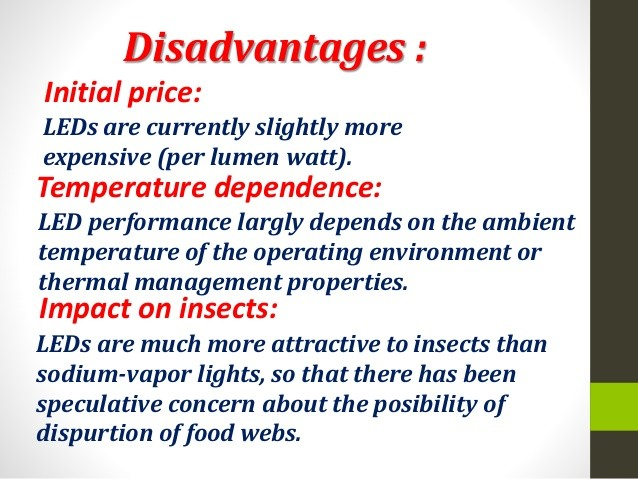 Disadvantages :
Initial price:
LEDs are currently slightly more
expensive (per lumen watt).
Temperature dependence:
LED performance largly depends on the ambient
temperature of the operating environment or
thermal management properties.
Impact on insects:
LEDs are much more attractive to insects than
sodium-vapor lights, so that there has been
speculative concern about the posibility of
dispurtion of food webs.